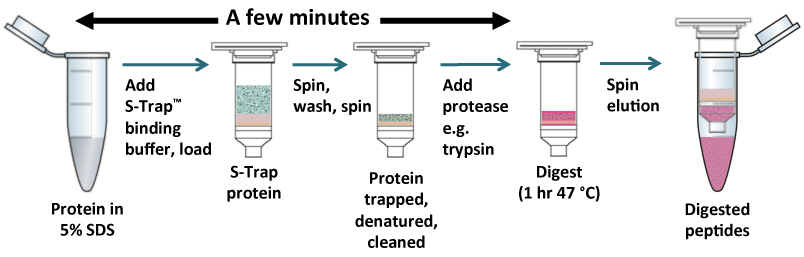 A few minutes
Add
S-Trap™
binding
buffer, load
Spin,
wash, spin
Add
protease
e.g.
trypsin
Spin
elution
Protein in
5% SDS
S-Trap
protein
Protein
trapped,
denatured,
cleaned
Digest
(1 hr 47 °C)
Digested
peptides